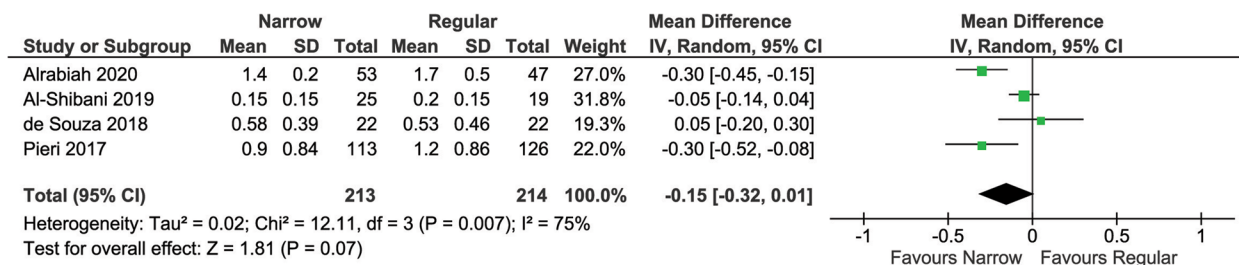 Narrow Regular Mean Difference Mean Difference
Study or Subgroup Mean SD Total Mean SD Total Weight IV, Random, 95% CI IV, Random, 95% CI
Alrabiah 2020 1.4 0.2 53 1.7 0.5 47 27.0% -0.30 [-0.45, -0.15]
Al-Shibani 2019 0.15 0.15 25 0.2 0.15 19 31.8% -0.05 [-0.14, 0.04]
de Souza 2018 0.58 0.39 22 0.53 0.46 22 19.3% 0.05 [-0.20, 0.30]
Pieri 2017 0.9 0.84 113 1.2 0.86 126 22.0% -0.30 [-0.52, -0.08]
Total (95% CI) 213 214 100.0% -0.15 [-0.32, 0.01]
Heterogeneity: Tau² = 0.02; Chi² = 12.11, df = 3 (P = 0.007); I² = 75%
Test for overall effect: Z = 1.81 (P = 0.07)
-1 -0.5 0 0.5 1
Favours Narrow Favours Regular